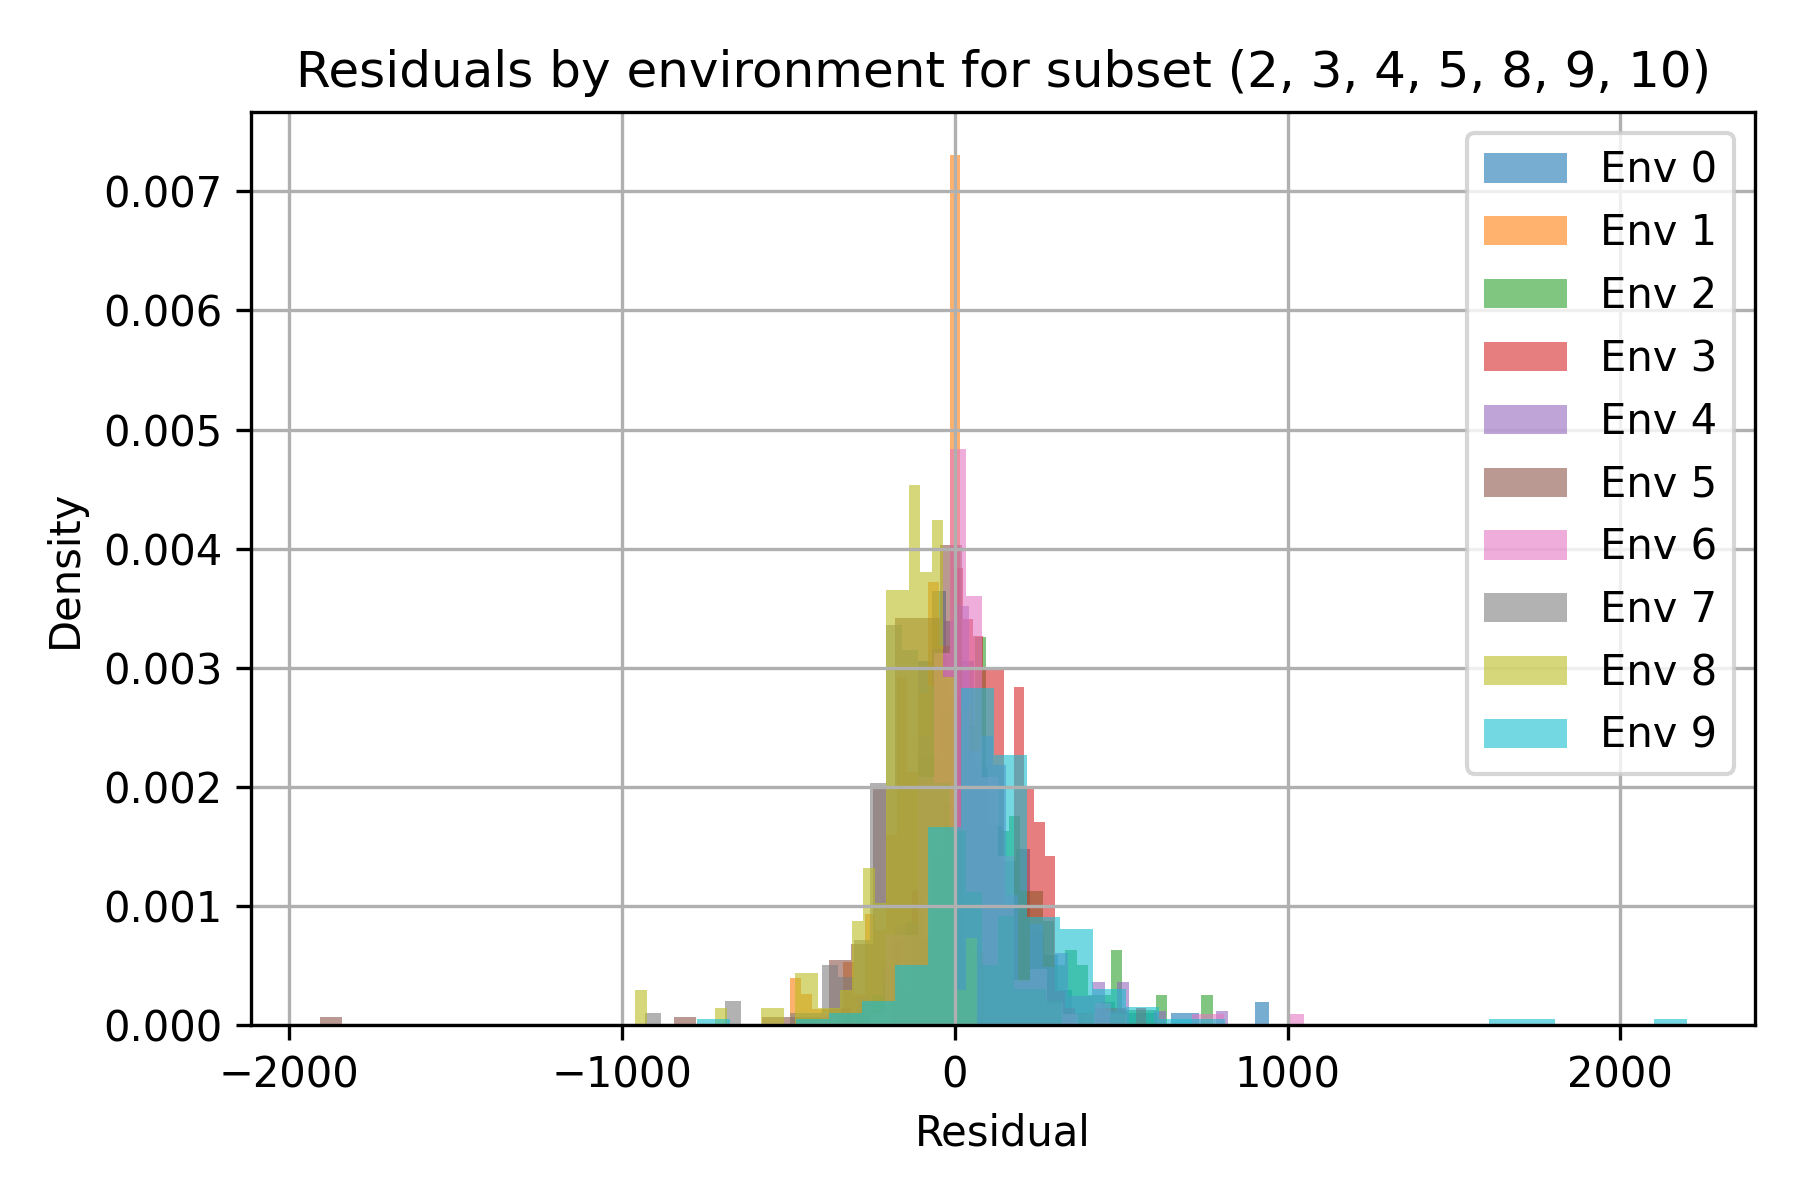 Residuals by environment for subset (2, 3, 4, 5, 8, 9, 10)
Density
0.007
0.006
0.005
0.004
0.003
0.002
0.001
0.000
−2000
−1000
0
1000
2000
Residual
Env 0
Env 1
Env 2
Env 3
Env 4
Env 5
Env 6
Env 7
Env 8
Env 9